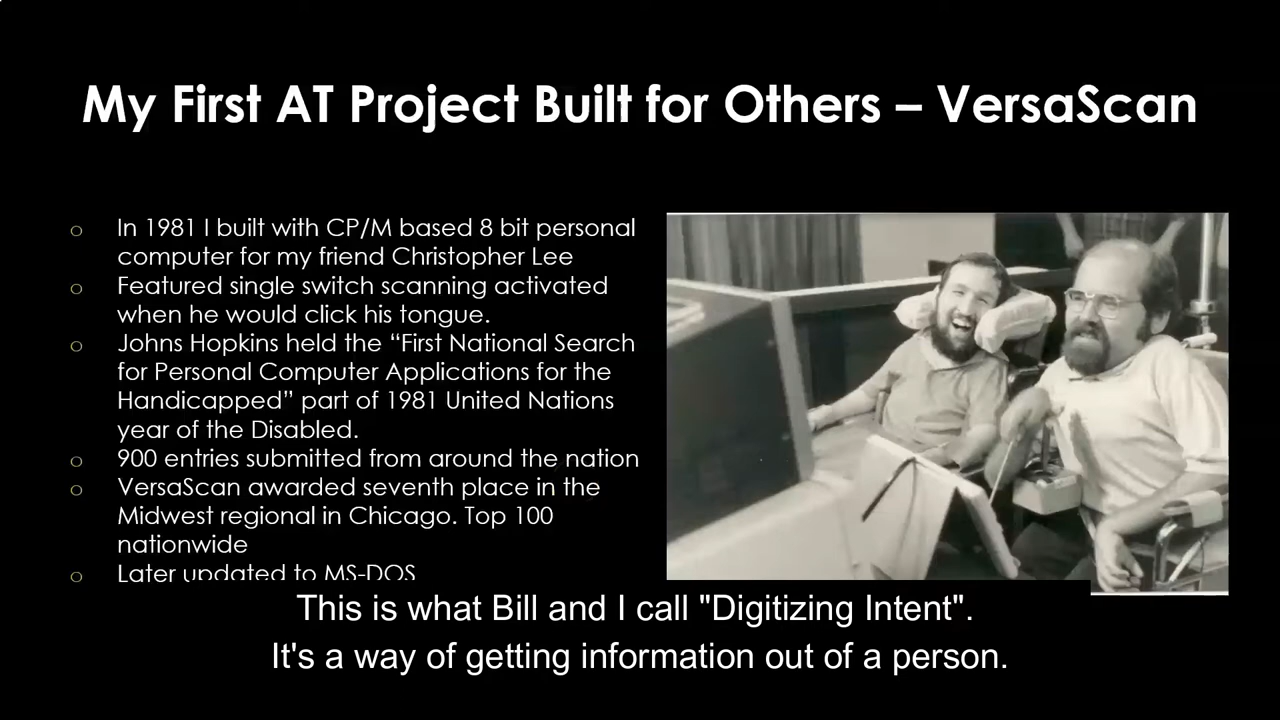 My First AT Project Built for Others – VersaScan
o In 1981 I built with CP/M based 8 bit personal
computer for my friend Christopher Lee
o Featured single switch scanning activated
when he would click his tongue.
o Johns Hopkins held the “First National Search
for Personal Computer Applications for the
Handicapped” part of 1981 United Nations
year of the Disabled.
o 900 entries submitted from around the nation
o VersaScan awarded seventh place in the
Midwest regional in Chicago. Top 100
nationwide
o Later updated to MS-DOS
This is what Bill and I call "Digitizing Intent".
It's a way of getting information out of a person.